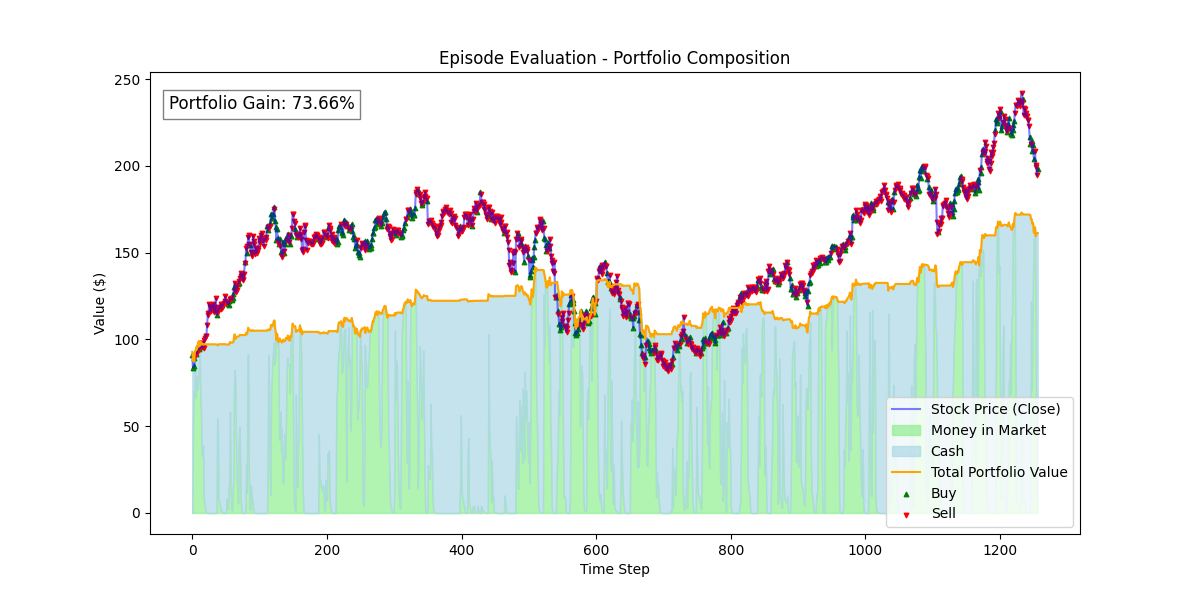 Episode Evaluation - Portfolio Composition
Portfolio Gain: 73.66%
Value ($)
250
200
150
100
50
0
0 200 400 600 800 1000 1200
Time Step
Stock Price (Close)
Money in Market
Cash
Total Portfolio Value
Buy
Sell